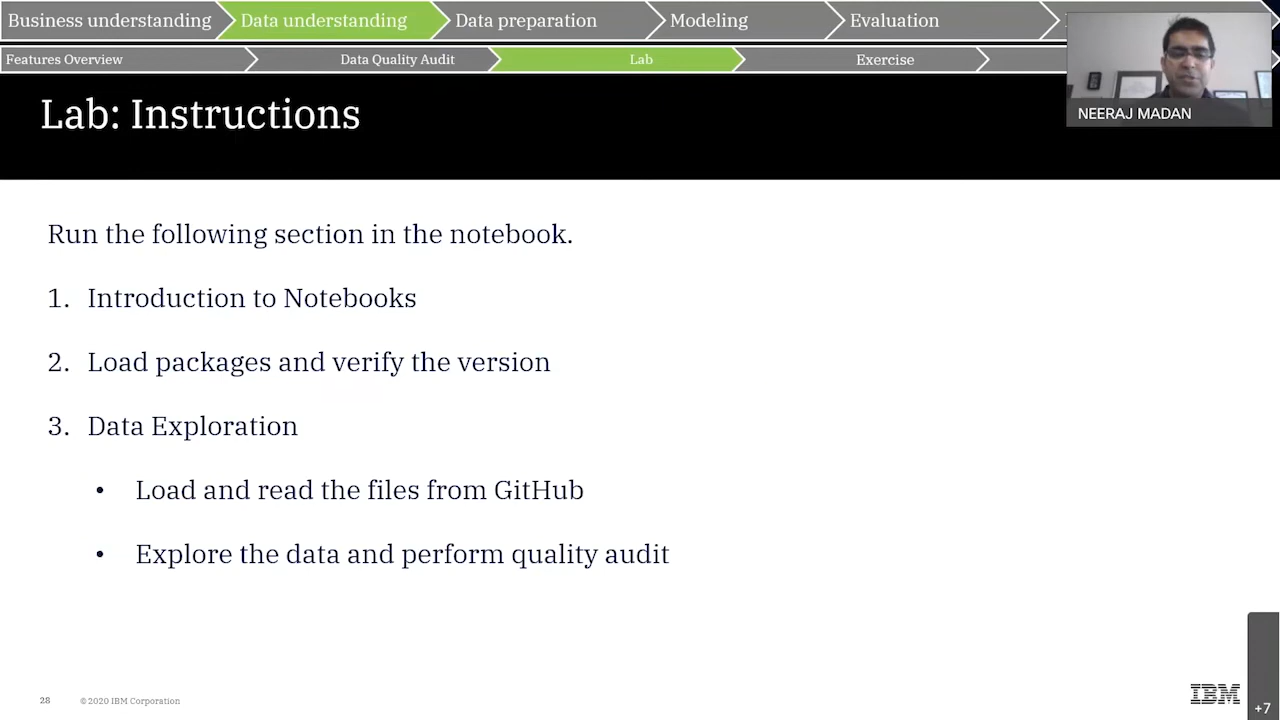 Business understanding
Data understanding
Data preparation
Modeling
Evaluation
Features Overview
Data Quality Audit
Lab
Exercise
NEERAJ MADAN
Lab: Instructions
Run the following section in the notebook.
1. Introduction to Notebooks
2. Load packages and verify the version
3. Data Exploration
• Load and read the files from GitHub
• Explore the data and perform quality audit
28
© 2020 IBM Corporation
IBM
+7